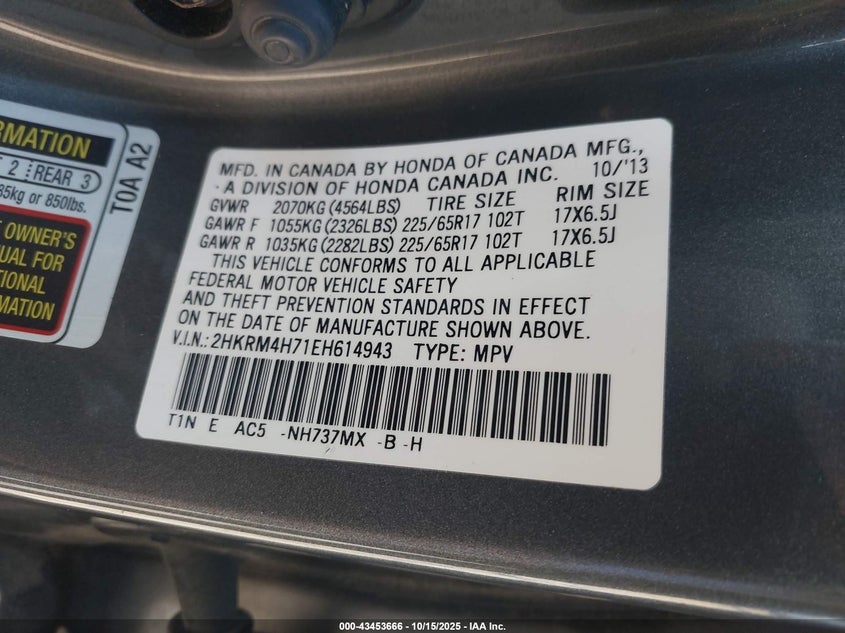 RMATION
2 REAR 3
85kg or 850lbs.
OWNER'S
UAL FOR
TIONAL
RMATION
T0A A2
MFD. IN CANADA BY HONDA OF CANADA MFG.,
A DIVISION OF HONDA CANADA INC. 10/'13
GVWR 2070KG (4564LBS) TIRE SIZE RIM SIZE
GAWR F 1055KG (2326LBS) 225/65R17 102T 17X6.5J
GAWR R 1035KG (2282LBS) 225/65R17 102T 17X6.5J
THIS VEHICLE CONFORMS TO ALL APPLICABLE
FEDERAL MOTOR VEHICLE SAFETY
AND THEFT PREVENTION STANDARDS IN EFFECT
ON THE DATE OF MANUFACTURE SHOWN ABOVE.
V.I.N.: 2HKRM4H71EH614943 TYPE: MPV
T1N E AC5 -NH737MX -B -H
000-43453666 - 10/15/2025 - IAA Inc.